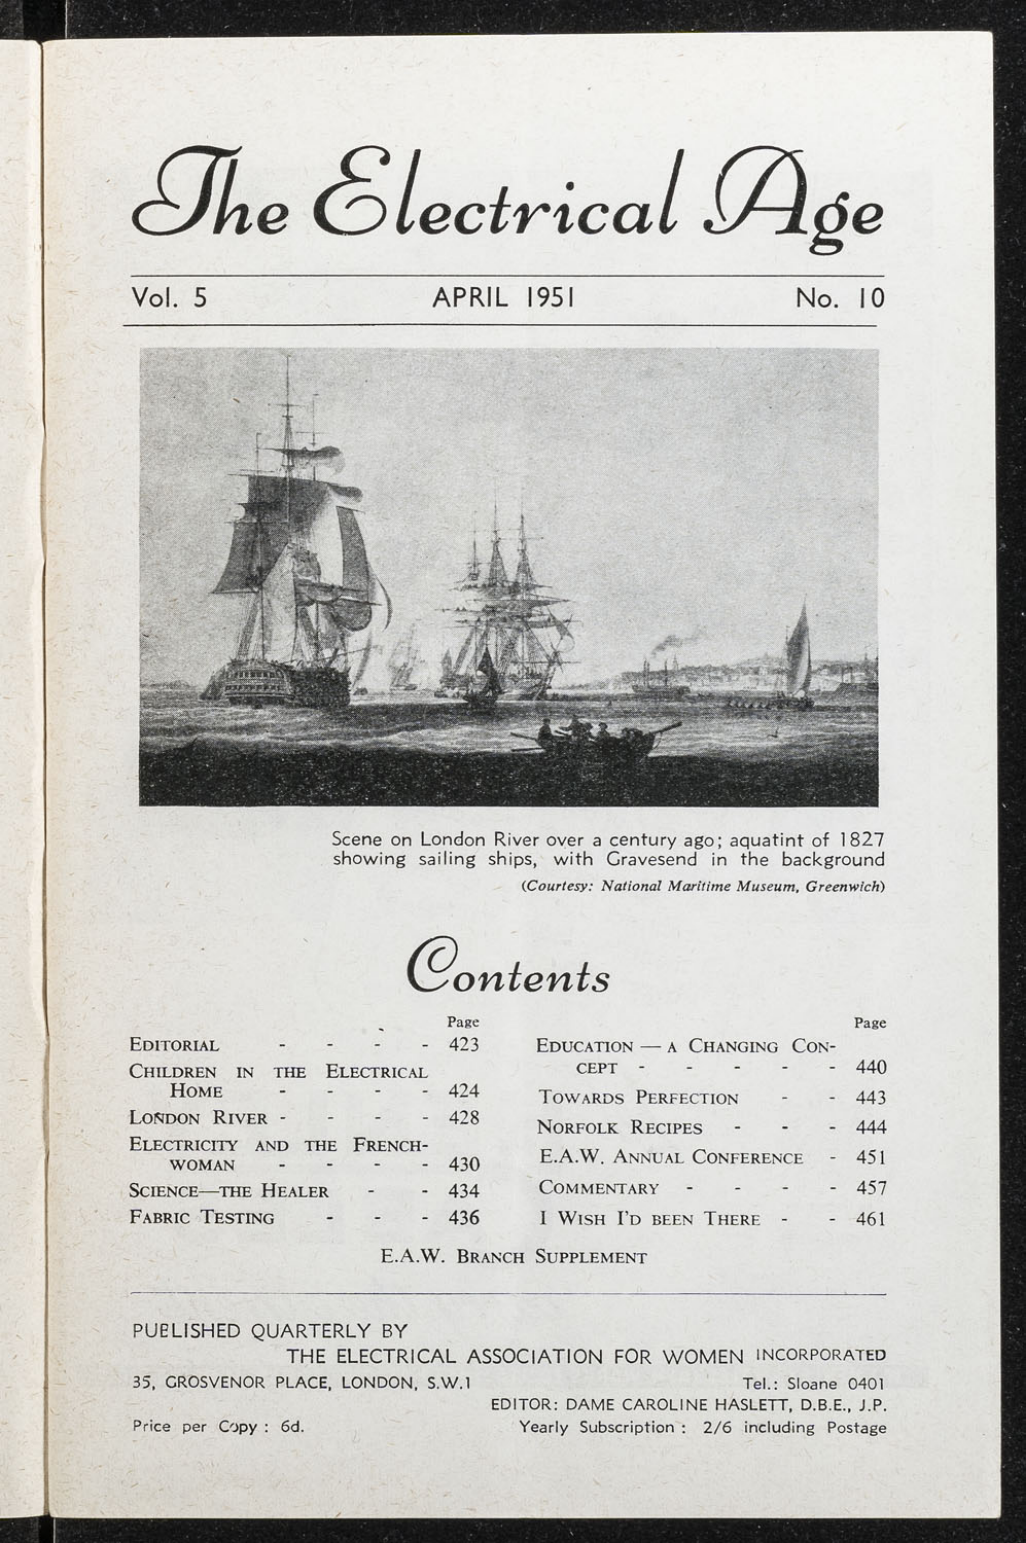 The Electrical Age
Vol. 5 APRIL 1951 No. 10
Scene on London River over a century ago; aquatint of 1827
showing sailing ships, with Gravesend in the background
(Courtesy: National Maritime Museum, Greenwich)
Contents
Page
EDITORIAL - - - - 423
CHILDREN IN THE ELECTRICAL
HOME - - - - 424
LONDON RIVER - - - - 428
ELECTRICITY AND THE FRENCH-
WOMAN - - - - 430
SCIENCE—THE HEALER - - 434
FABRIC TESTING - - - 436
Page
EDUCATION — A CHANGING CON-
CEPT - - - - - 440
TOWARDS PERFECTION - - 443
NORFOLK RECIPES - - - 444
E.A.W. ANNUAL CONFERENCE - 451
COMMENTARY - - - - 457
I WISH I'D BEEN THERE - - 461
E.A.W. BRANCH SUPPLEMENT
PUBLISHED QUARTERLY BY
THE ELECTRICAL ASSOCIATION FOR WOMEN INCORPORATED
35, GROSVENOR PLACE, LONDON, S.W.1 Tel.: Sloane 0401
EDITOR: DAME CAROLINE HASLETT, D.B.E., J.P.
Price per Copy : 6d. Yearly Subscription : 2/6 including Postage